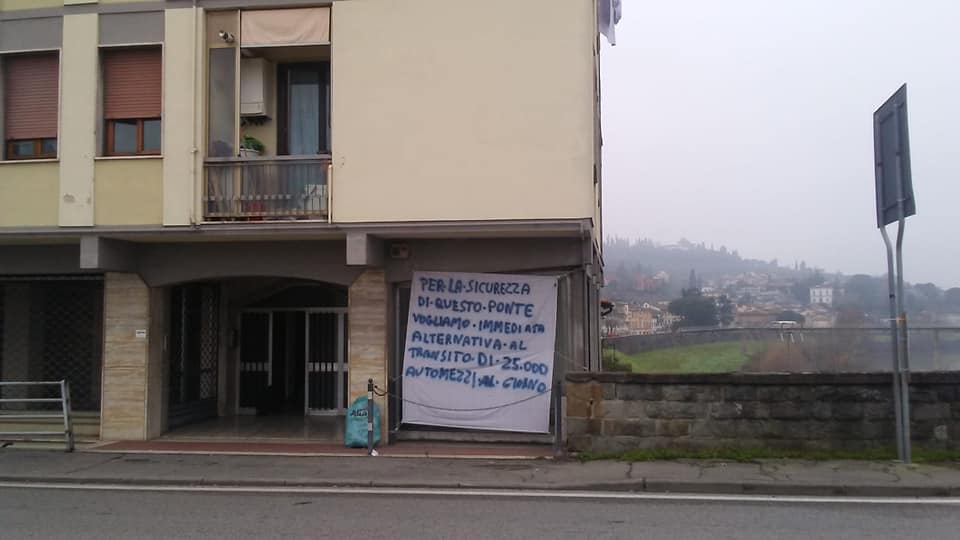 PER·LA·SICUREZZA
DI·QUESTO·PONTE
VOGLIAMO·IMMEDIATA
ALTERNATIVA·AL
TRANSITO·DI·25.000
AUTOMEZZI AL·GIORNO